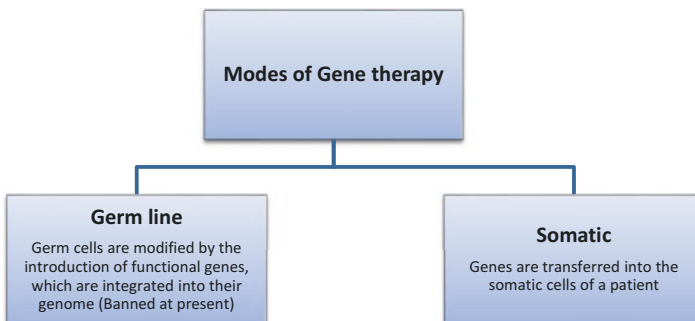 Modes of Gene therapy
Germ line
Germ cells are modified by the
introduction of functional genes,
which are integrated into their
genome (Banned at present)
Somatic
Genes are transferred into the
somatic cells of a patient